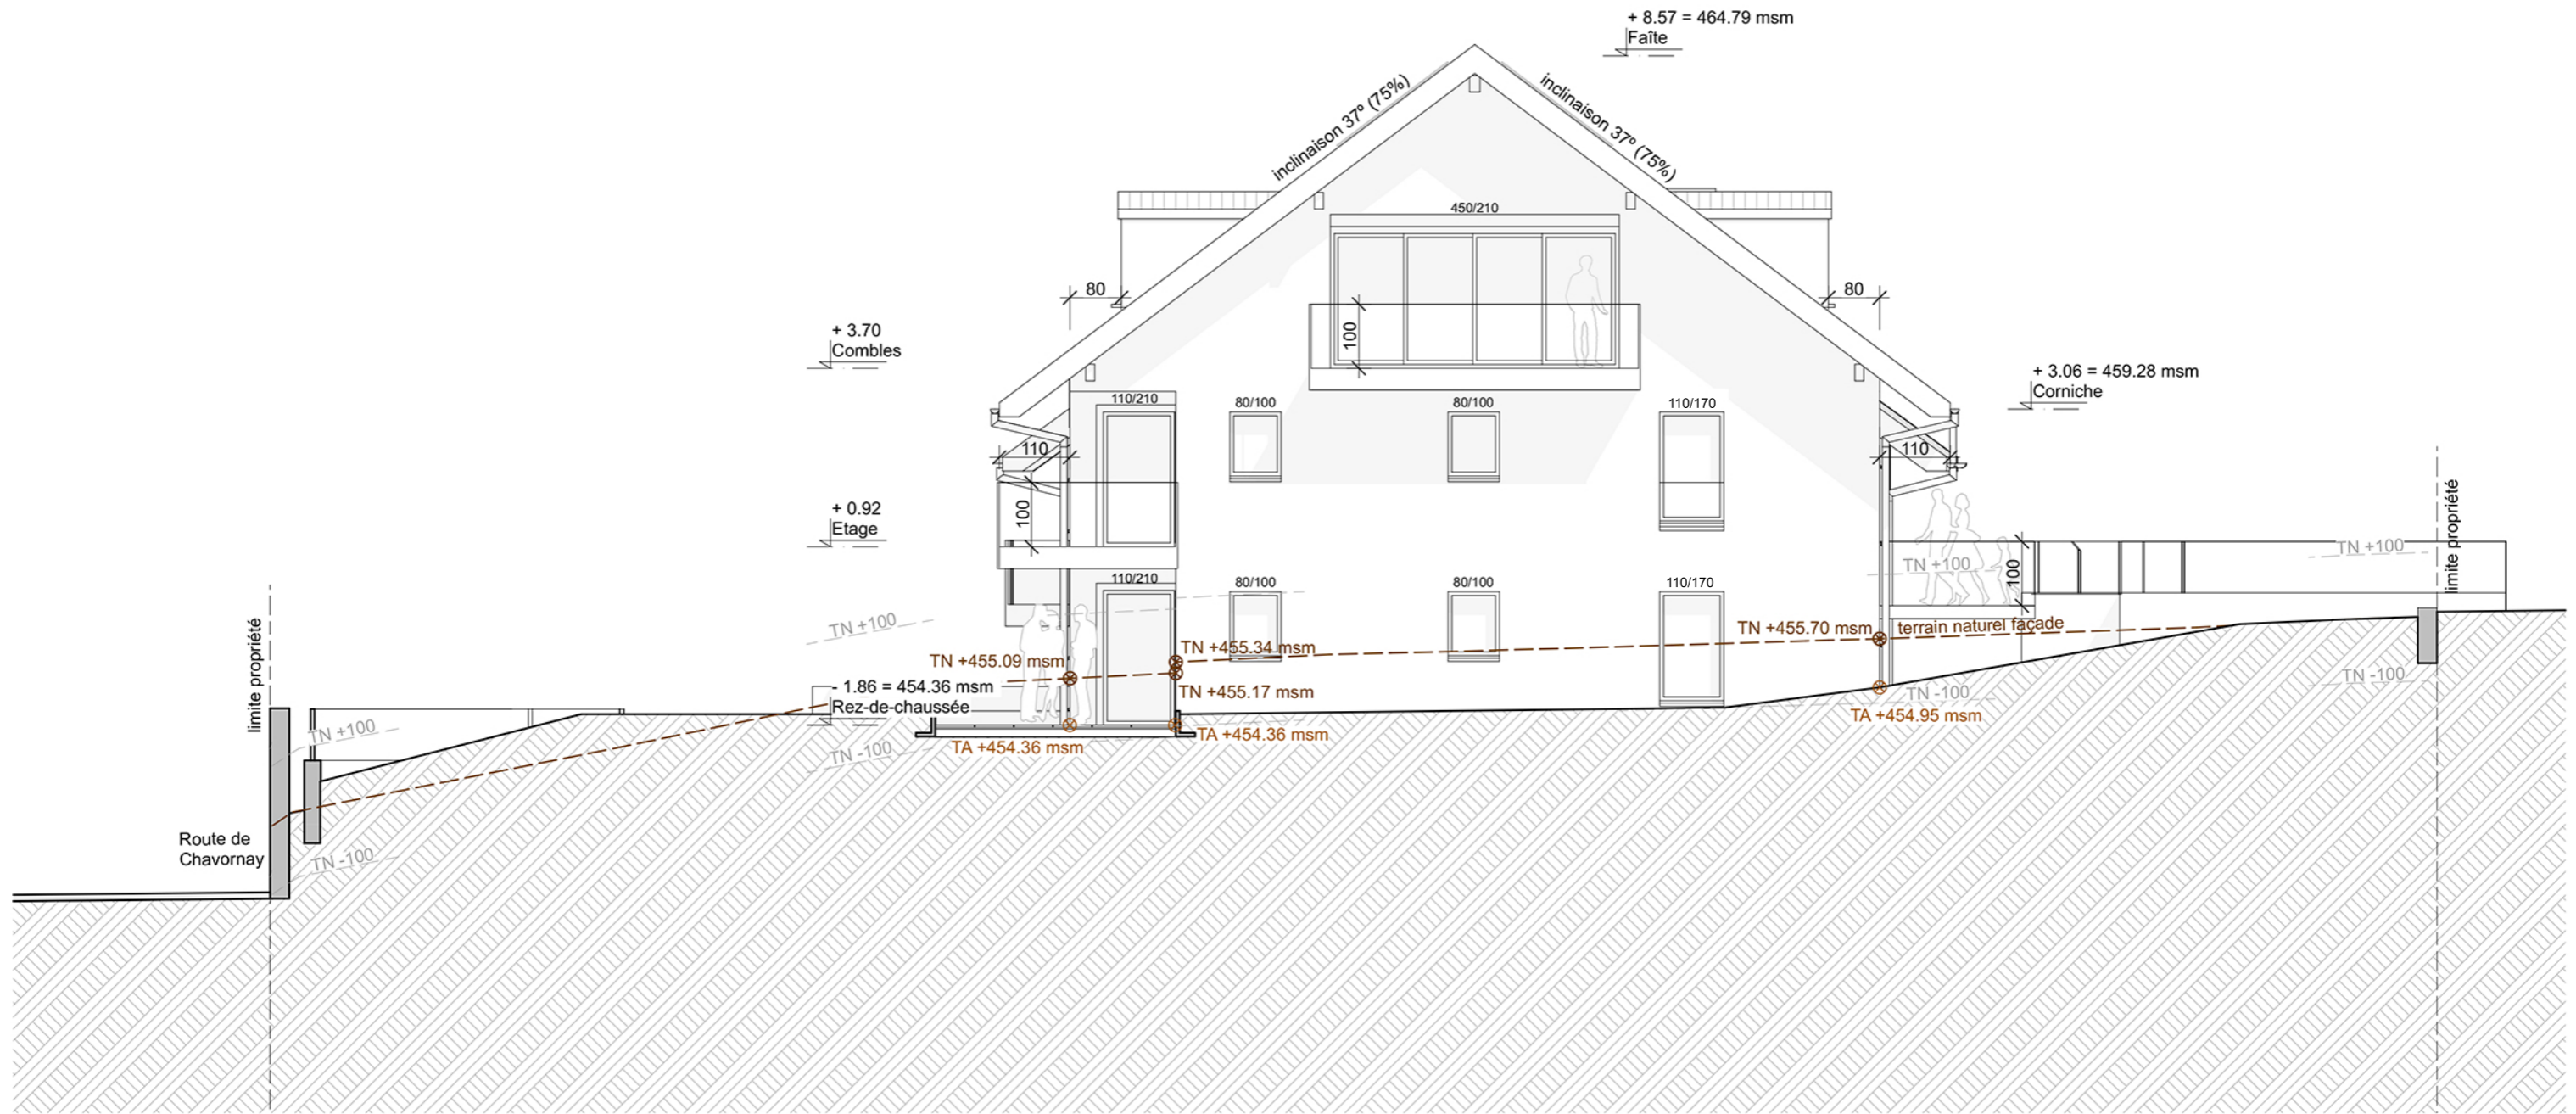 + 8.57 = 464.79 msm
Faîte
inclinaison 37º (75%)
inclinaison 37º (75%)
450/210
80
80
100
+ 3.70
Combles
+ 3.06 = 459.28 msm
Corniche
110/210
80/100
80/100
110/170
110
110
100
+ 0.92
Etage
limite propriété
TN +100
TN +100
100
110/210
80/100
80/100
110/170
limite propriété
TN +100
TN +455.09 msm
TN +455.34 msm
TN +455.70 msm
terrain naturel façade
- 1.86 = 454.36 msm
Rez-de-chaussée
TN +455.17 msm
TN -100
TN -100
TA +454.95 msm
TN +100
TN -100
TA +454.36 msm
TA +454.36 msm
Route de
Chavornay
TN -100